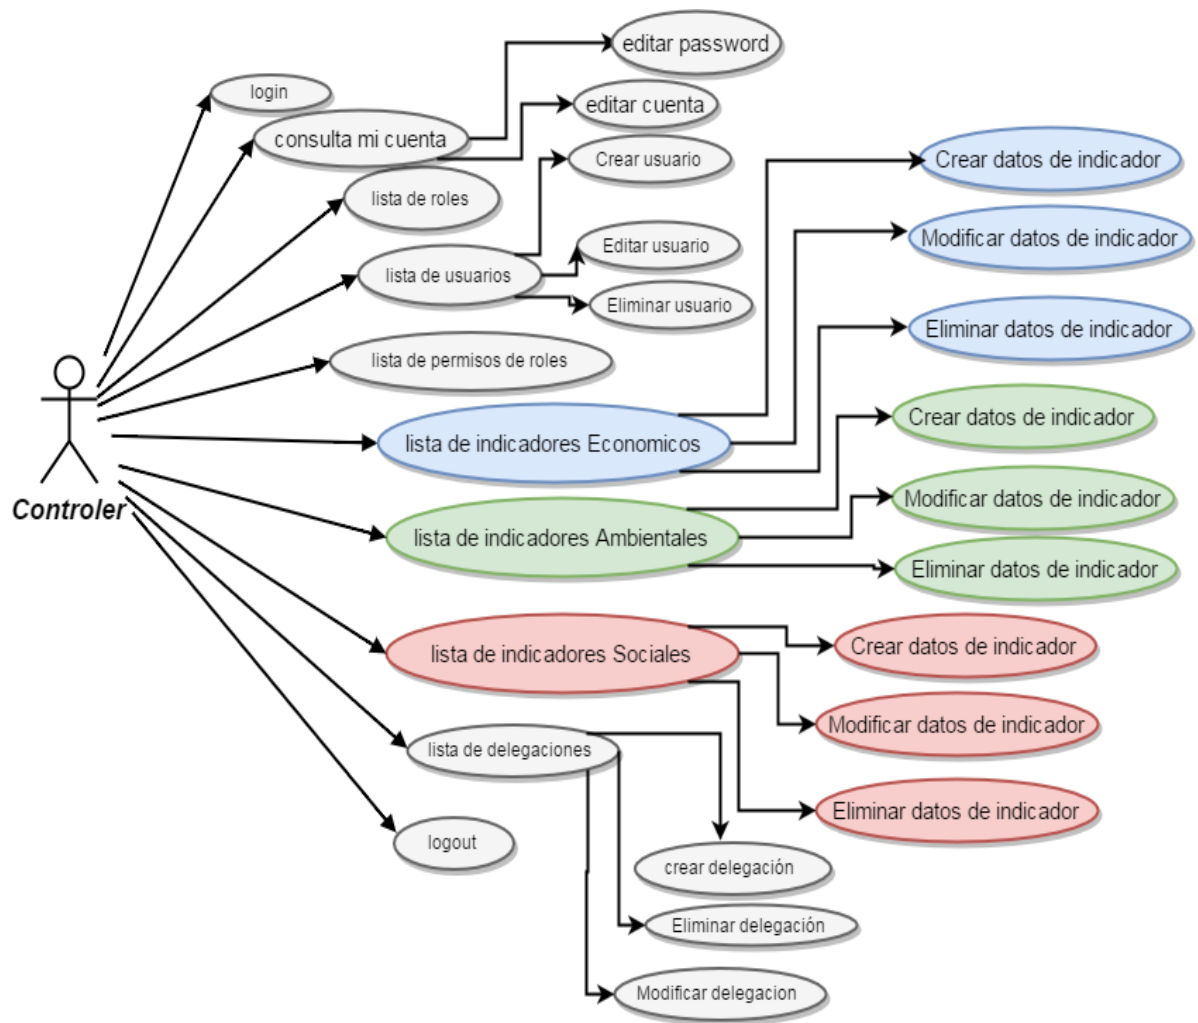 editar password
login
editar cuenta
consulta mi cuenta
Crear usuario
Crear datos de indicador
lista de roles
Modificar datos de indicador
Editar usuario
lista de usuarios
Eliminar usuario
Eliminar datos de indicador
lista de permisos de roles
Crear datos de indicador
lista de indicadores Economicos
Modificar datos de indicador
Controler
lista de indicadores Ambientales
Eliminar datos de indicador
Crear datos de indicador
lista de indicadores Sociales
Modificar datos de indicador
lista de delegaciones
Eliminar datos de indicador
logout
crear delegación
Eliminar delegación
Modificar delegacion